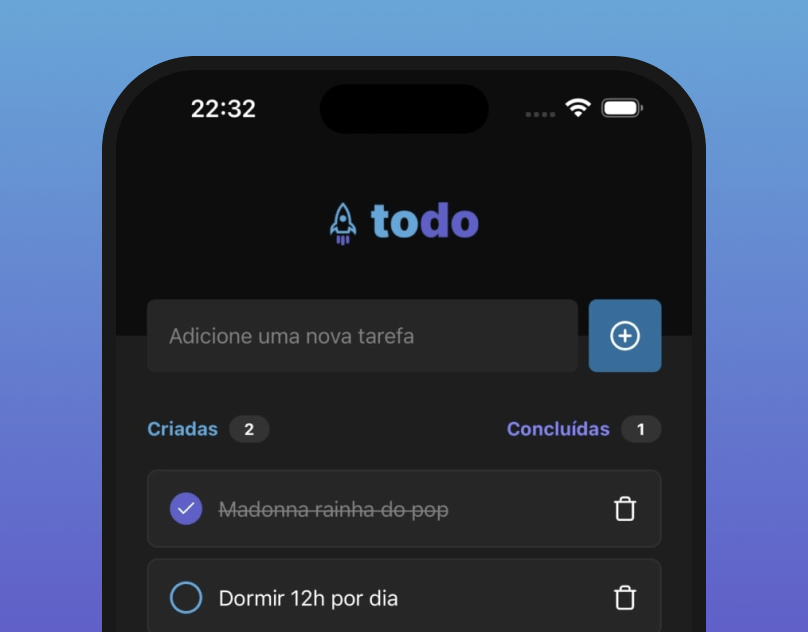 22:32
todo
Adicione uma nova tarefa
Criadas 2 Concluídas 1
Madonna rainha do pop
Dormir 12h por dia